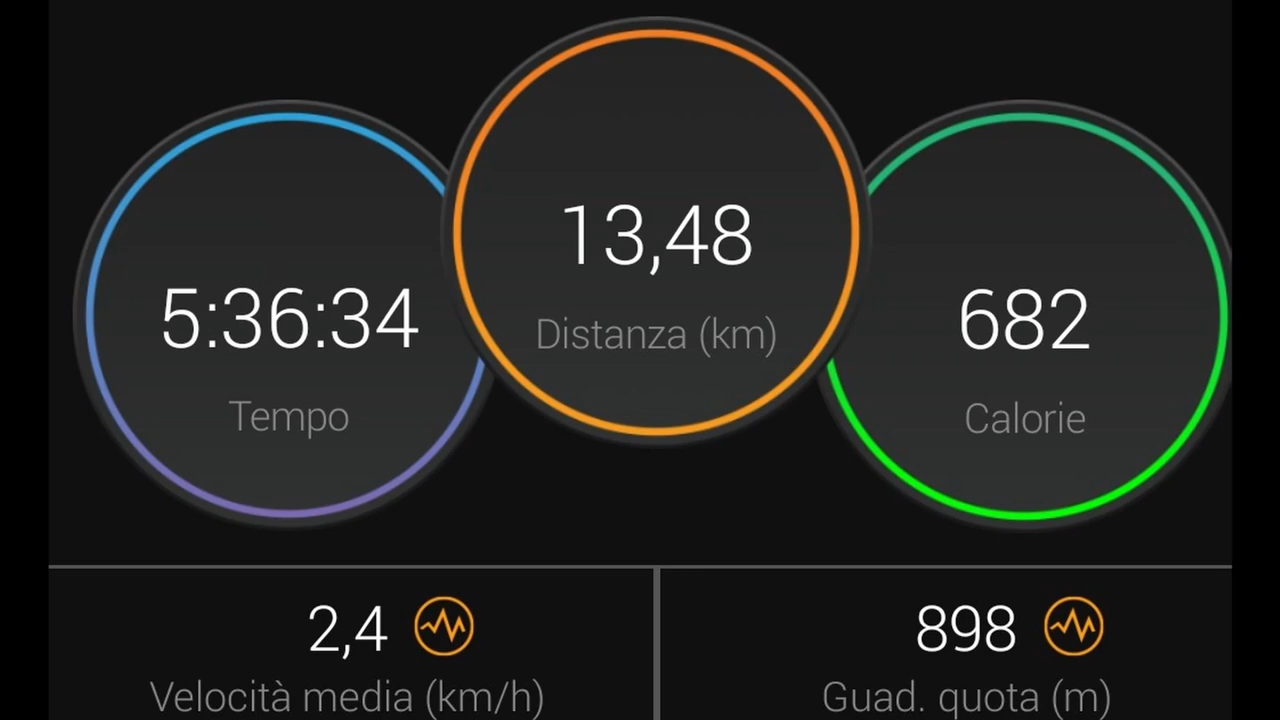 13,48
Distanza (km)
5:36:34
Tempo
682
Calorie
2,4
Velocità media (km/h)
898
Guad. quota (m)